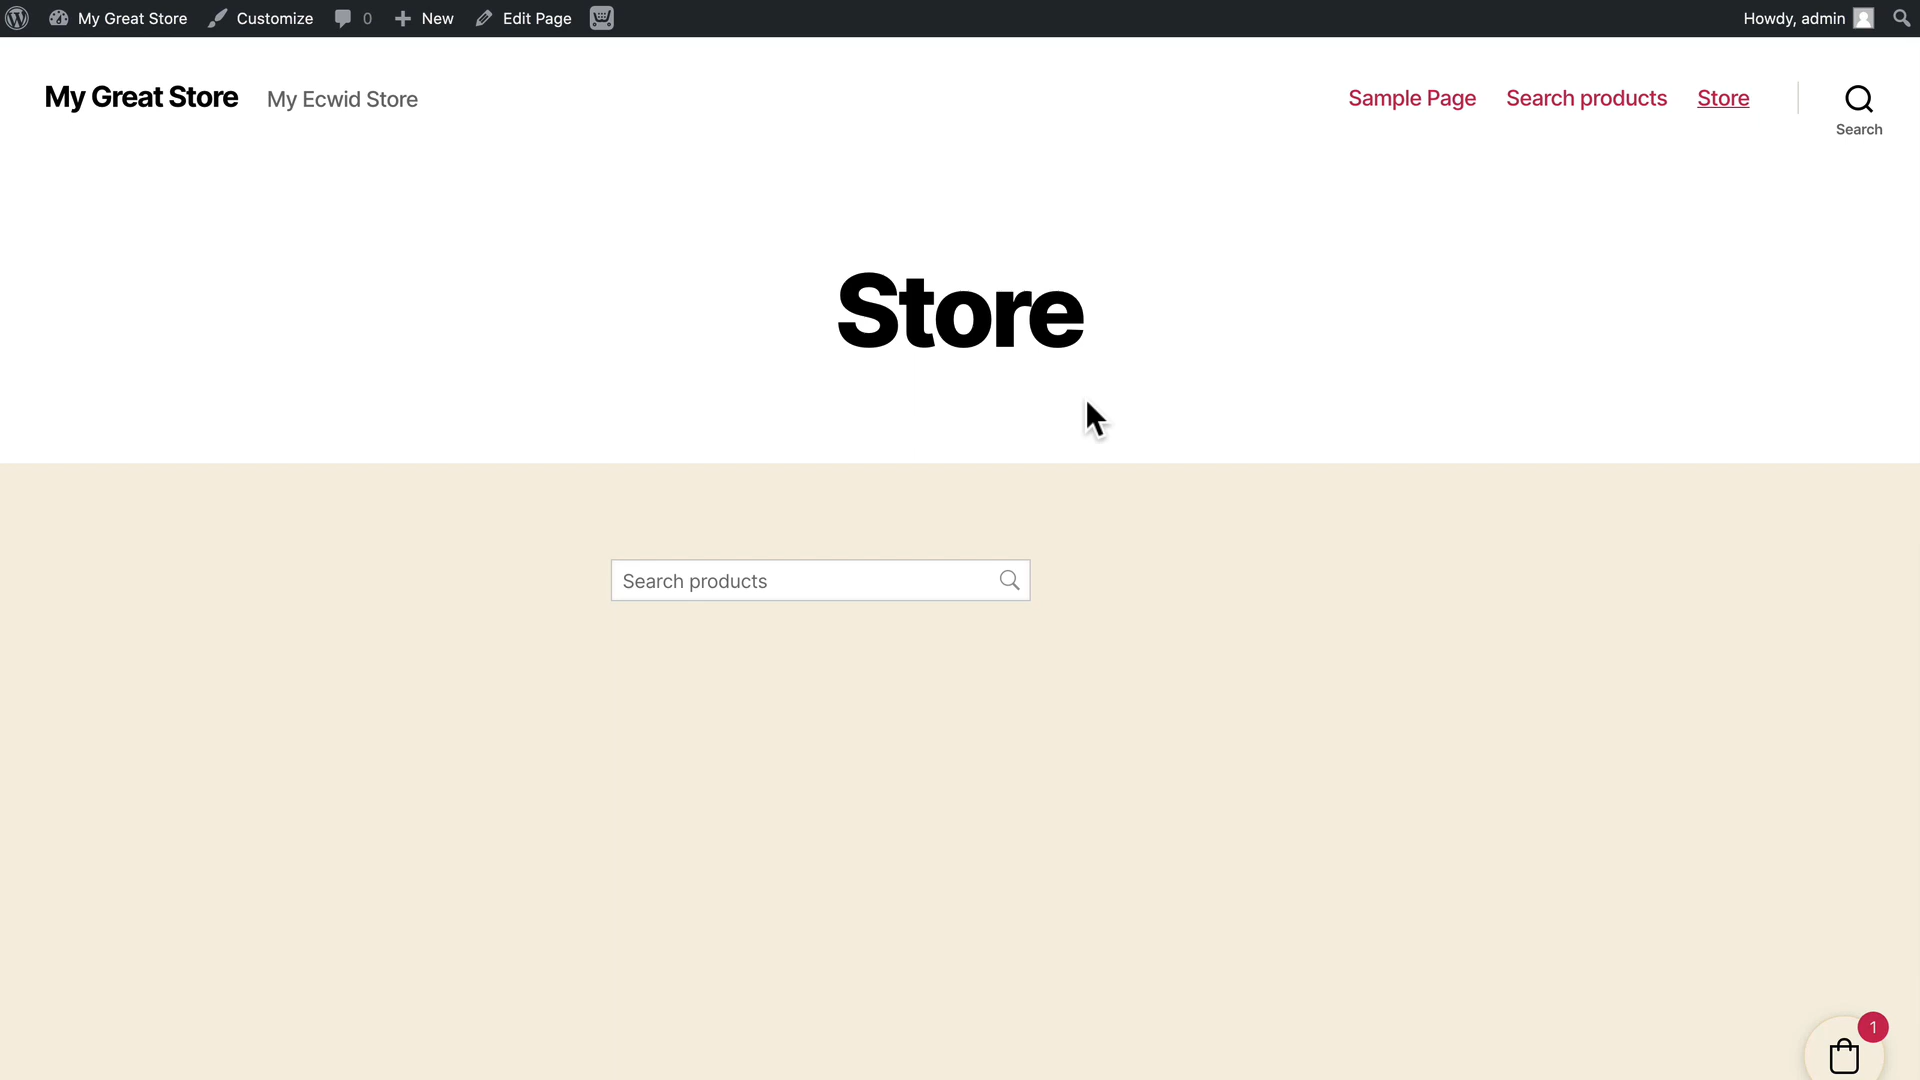 My Great Store Customize 0 New Edit Page Howdy, admin
My Great Store My Ecwid Store Sample Page Search products Store
Search
Store
Search products
1